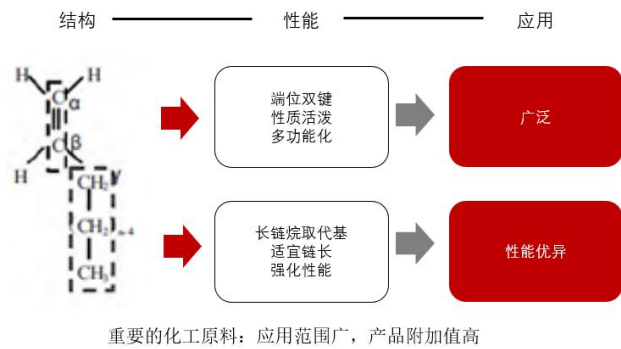 结构
性能
应用
H
H
C
α
C
β
H
γ
CH2
CH2
n-4
CH3
端位双键
性质活泼
多功能化
广泛
长链烷取代基
适宜链长
强化性能
性能优异
重要的化工原料：应用范围广，产品附加值高